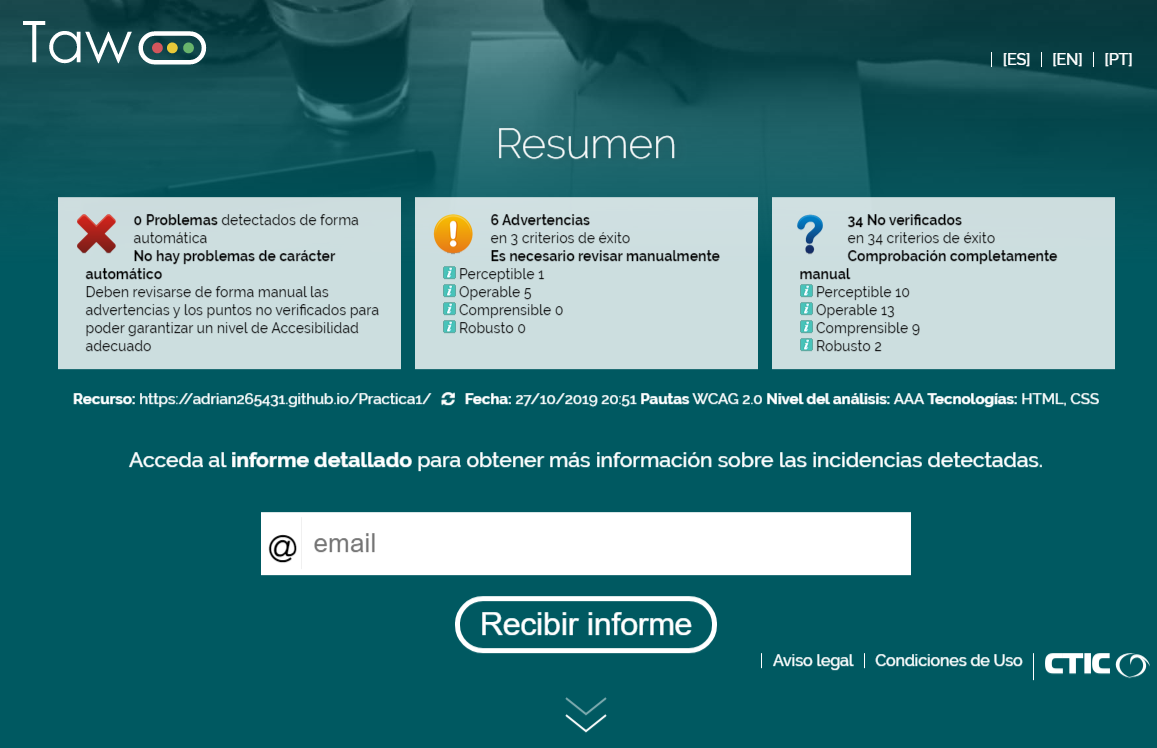 Taw
[ES] [EN] [PT]
Resumen
0 Problemas detectados de forma
automática
No hay problemas de carácter
automático
Deben revisarse de forma manual las
advertencias y los puntos no verificados para
poder garantizar un nivel de Accesibilidad
adecuado
6 Advertencias
en 3 criterios de éxito
Es necesario revisar manualmente
Perceptible 1
Operable 5
Comprensible 0
Robusto 0
34 No verificados
en 34 criterios de éxito
Comprobación completamente
manual
Perceptible 10
Operable 13
Comprensible 9
Robusto 2
Recurso: https://adrian265431.github.io/Practica1/ Fecha: 27/10/2019 20:51 Pautas WCAG 2.0 Nivel del análisis: AAA Tecnologías: HTML, CSS
Acceda al informe detallado para obtener más información sobre las incidencias detectadas.
@ email
Recibir informe
Aviso legal Condiciones de Uso CTIC